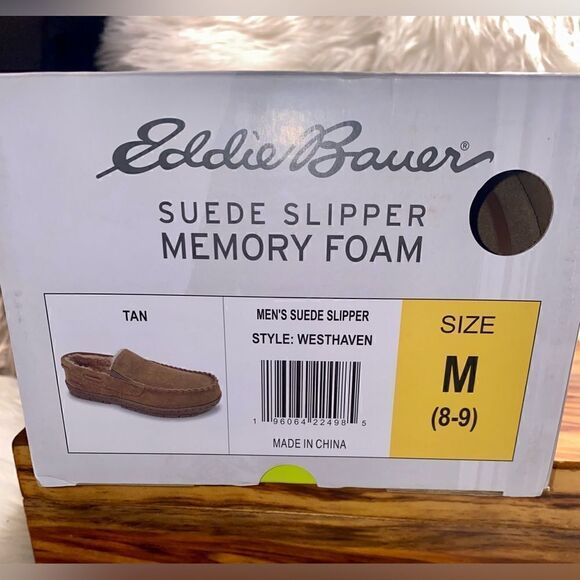 Eddie Bauer®
SUEDE SLIPPER
MEMORY FOAM
TAN
MEN'S SUEDE SLIPPER
STYLE: WESTHAVEN
1 96064 22498 5
MADE IN CHINA
SIZE
M
(8-9)